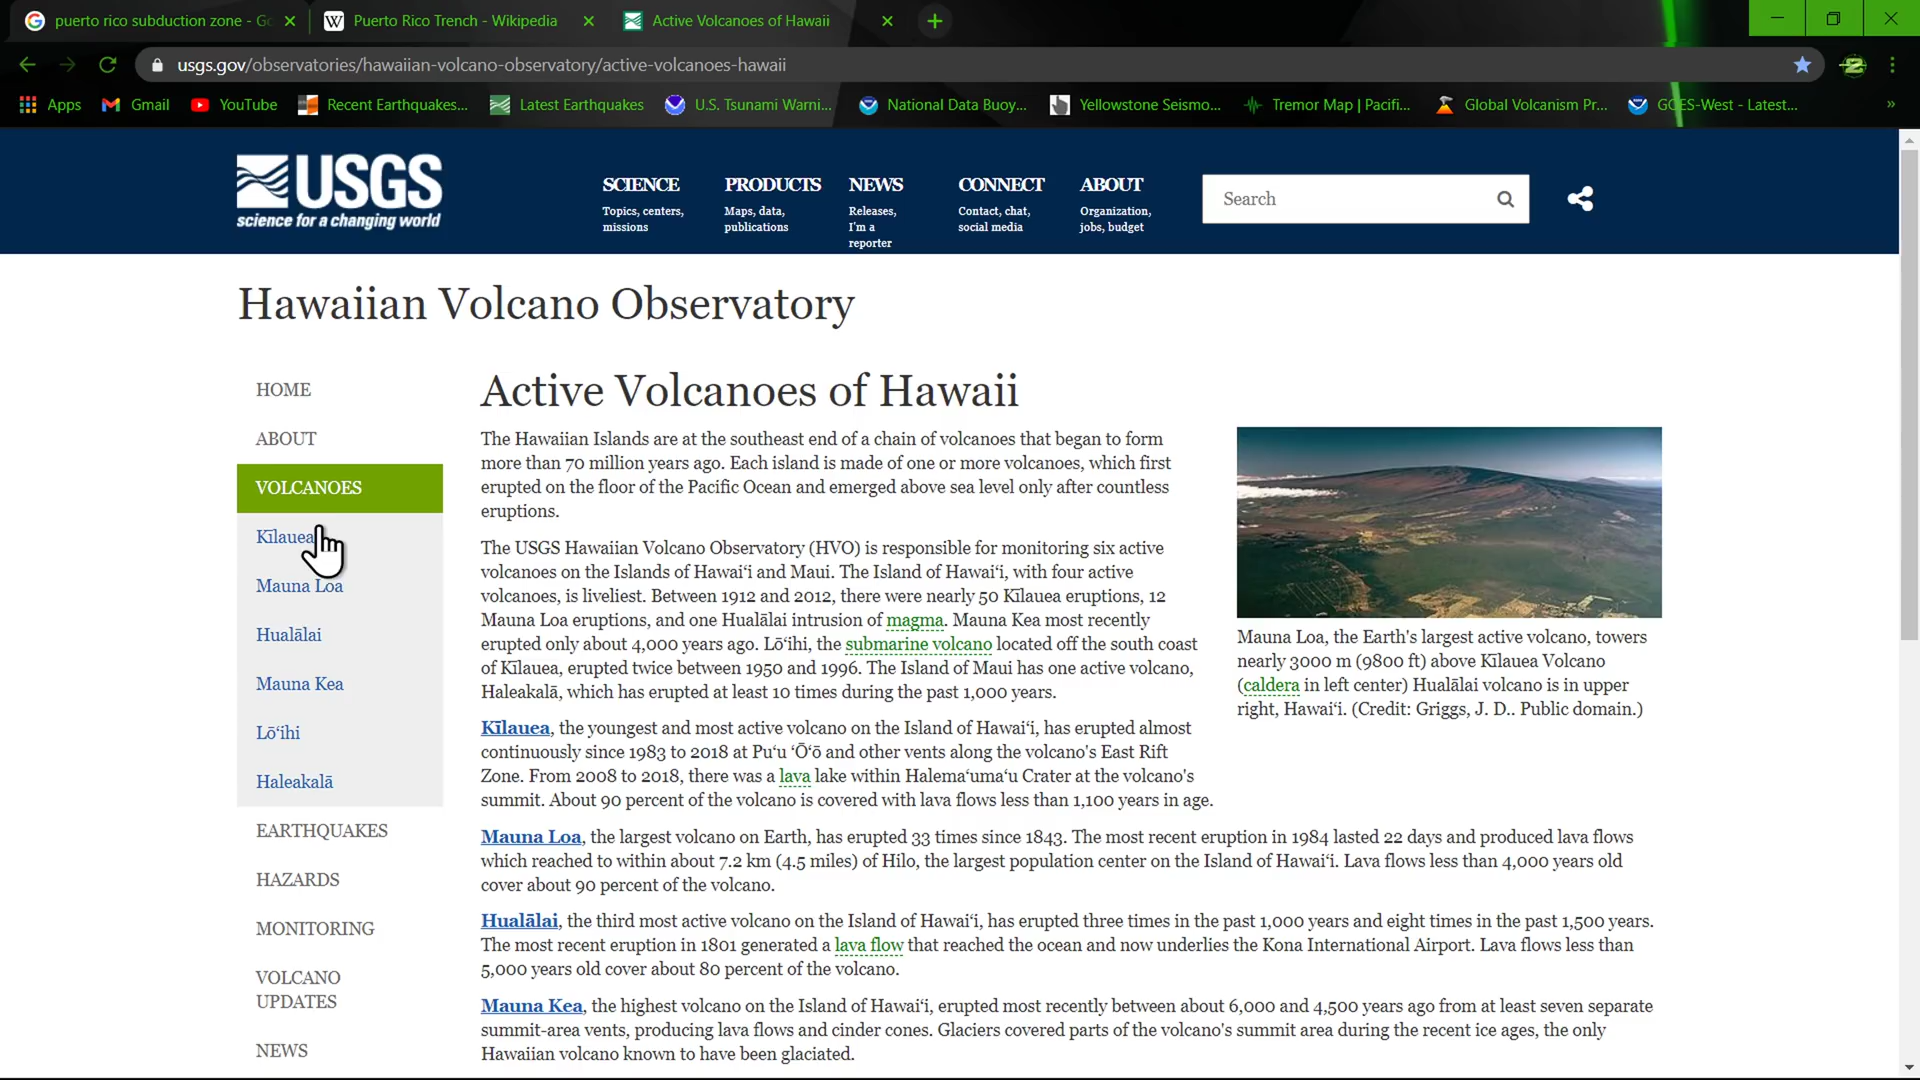 puerto rico subduction zone - Go
Puerto Rico Trench - Wikipedia
Active Volcanoes of Hawaii
usgs.gov/observatories/hawaiian-volcano-observatory/active-volcanoes-hawaii
Apps
Gmail
YouTube
Recent Earthquakes...
Latest Earthquakes
U.S. Tsunami Warni...
National Data Buoy...
Yellowstone Seismo...
Tremor Map | Pacifi...
Global Volcanism Pr...
GOES-West - Latest...
»
USGS
science for a changing world
SCIENCE
Topics, centers,
missions
PRODUCTS
Maps, data,
publications
NEWS
Releases,
I'm a
reporter
CONNECT
Contact, chat,
social media
ABOUT
Organization,
jobs, budget
Search
Hawaiian Volcano Observatory
HOME
ABOUT
VOLCANOES
Kīlauea
Mauna Loa
Hualālai
Mauna Kea
Lō‘ihi
Haleakalā
EARTHQUAKES
HAZARDS
MONITORING
VOLCANO
UPDATES
NEWS
Active Volcanoes of Hawaii
The Hawaiian Islands are at the southeast end of a chain of volcanoes that began to form
more than 70 million years ago. Each island is made of one or more volcanoes, which first
erupted on the floor of the Pacific Ocean and emerged above sea level only after countless
eruptions.
The USGS Hawaiian Volcano Observatory (HVO) is responsible for monitoring six active
volcanoes on the Islands of Hawai‘i and Maui. The Island of Hawai‘i, with four active
volcanoes, is liveliest. Between 1912 and 2012, there were nearly 50 Kīlauea eruptions, 12
Mauna Loa eruptions, and one Hualālai intrusion of magma. Mauna Kea most recently
erupted only about 4,000 years ago. Lō‘ihi, the submarine volcano located off the south coast
of Kīlauea, erupted twice between 1950 and 1996. The Island of Maui has one active volcano,
Haleakalā, which has erupted at least 10 times during the past 1,000 years.
Kīlauea, the youngest and most active volcano on the Island of Hawai‘i, has erupted almost
continuously since 1983 to 2018 at Pu‘u ‘Ō‘ō and other vents along the volcano's East Rift
Zone. From 2008 to 2018, there was a lava lake within Halema‘uma‘u Crater at the volcano's
summit. About 90 percent of the volcano is covered with lava flows less than 1,100 years in age.
Mauna Loa, the largest volcano on Earth, has erupted 33 times since 1843. The most recent eruption in 1984 lasted 22 days and produced lava flows
which reached to within about 7.2 km (4.5 miles) of Hilo, the largest population center on the Island of Hawai‘i. Lava flows less than 4,000 years old
cover about 90 percent of the volcano.
Hualālai, the third most active volcano on the Island of Hawai‘i, has erupted three times in the past 1,000 years and eight times in the past 1,500 years.
The most recent eruption in 1801 generated a lava flow that reached the ocean and now underlies the Kona International Airport. Lava flows less than
5,000 years old cover about 80 percent of the volcano.
Mauna Kea, the highest volcano on the Island of Hawai‘i, erupted most recently between about 6,000 and 4,500 years ago from at least seven separate
summit-area vents, producing lava flows and cinder cones. Glaciers covered parts of the volcano's summit area during the recent ice ages, the only
Hawaiian volcano known to have been glaciated.
Mauna Loa, the Earth's largest active volcano, towers
nearly 3000 m (9800 ft) above Kīlauea Volcano
(caldera in left center) Hualālai volcano is in upper
right, Hawai‘i. (Credit: Griggs, J. D.. Public domain.)